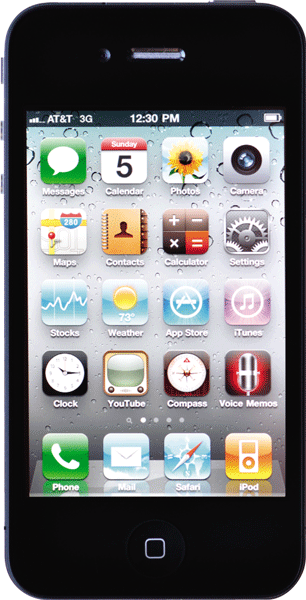 AT&T 3G 12:30 PM
Sunday
5
280
Messages Calendar Photos Camera
Maps Contacts Calculator Settings
73°
Stocks Weather App Store iTunes
Clock YouTube Compass Voice Memos
Phone Mail Safari iPod